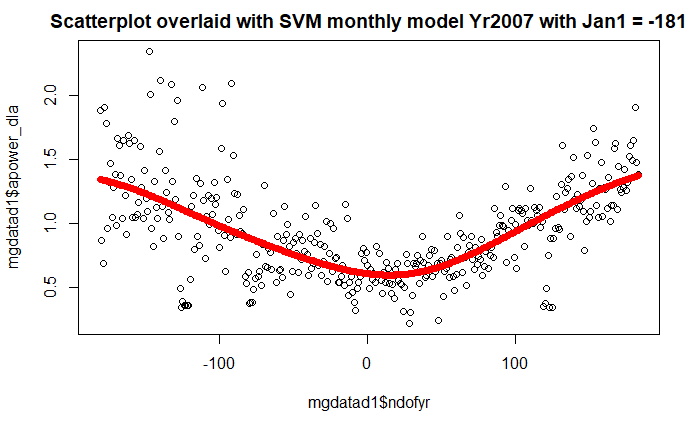 Scatterplot overlaid with SVM monthly model Yr2007 with Jan1 = -181
mgdatad1$apower_dla
2.0
1.5
1.0
0.5
-100 0 100
mgdatad1$ndofyr